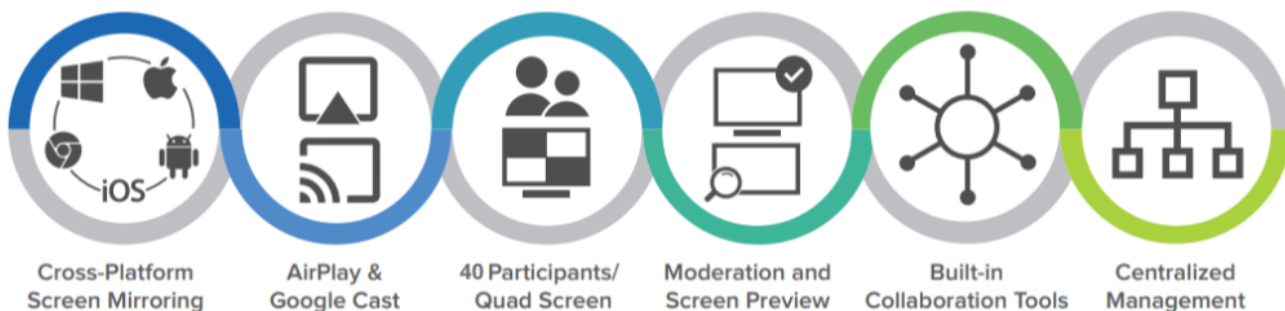 iOS
Cross-Platform
Screen Mirroring
AirPlay &
Google Cast
40 Participants/
Quad Screen
Moderation and
Screen Preview
Built-in
Collaboration Tools
Centralized
Management